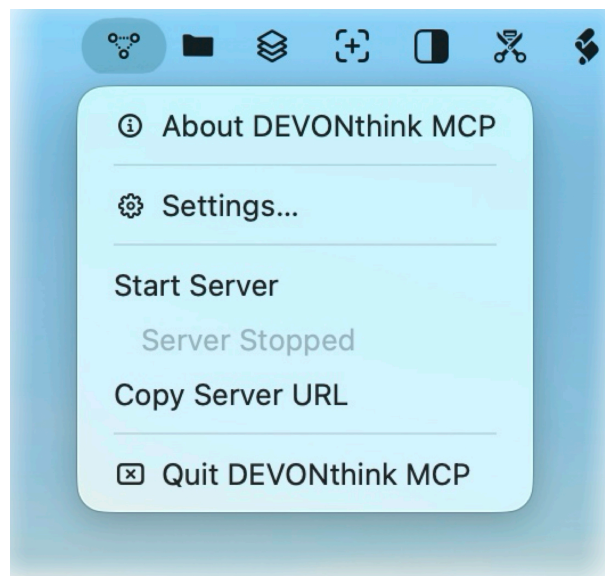 About DEVONthink MCP
Settings...
Start Server
Server Stopped
Copy Server URL
Quit DEVONthink MCP